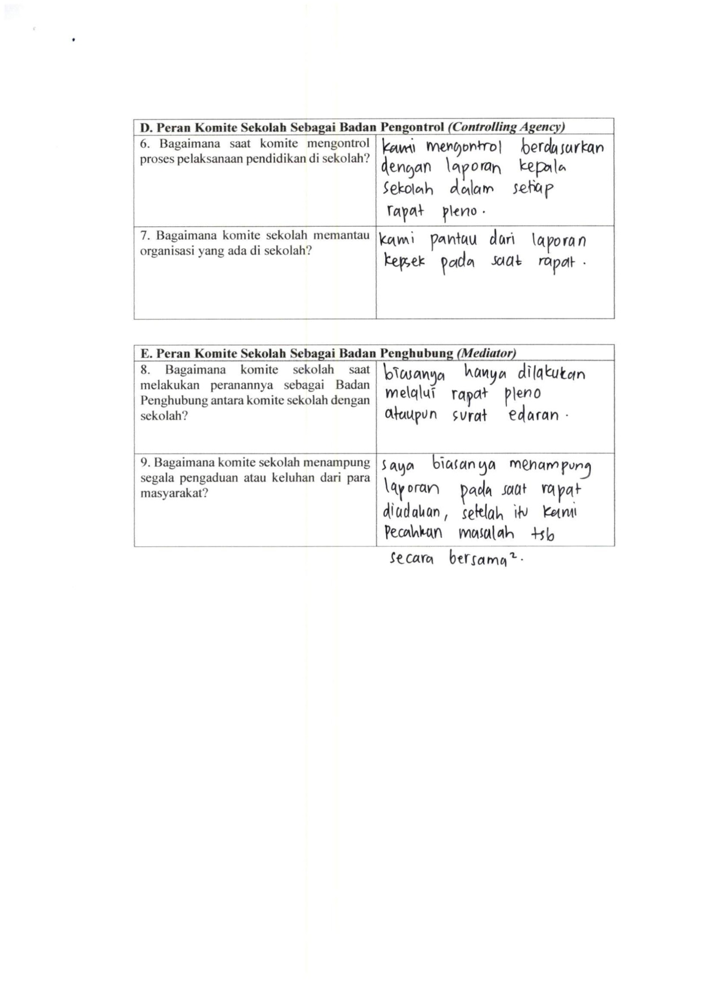 D. Peran Komite Sekolah Sebagai Badan Pengontrol (Controlling Agency)
6. Bagaimana saat komite mengontrol
proses pelaksanaan pendidikan di sekolah?
kami mengontrol berdasarkan
dengan laporan kepala
sekolah dalam setiap
rapat pleno.
7. Bagaimana komite sekolah memantau
organisasi yang ada di sekolah?
kami pantau dari laporan
kepsek pada saat rapat.
E. Peran Komite Sekolah Sebagai Badan Penghubung (Mediator)
8. Bagaimana komite sekolah saat
melakukan peranannya sebagai Badan
Penghubung antara komite sekolah dengan
sekolah?
biasanya hanya dilakukan
melalui rapat pleno
ataupun surat edaran.
9. Bagaimana komite sekolah menampung
segala pengaduan atau keluhan dari para
masyarakat?
saya biasanya menampung
laporan pada saat rapat
diadakan, setelah itu kami
Pecahkan masalah tsb
secara bersama².